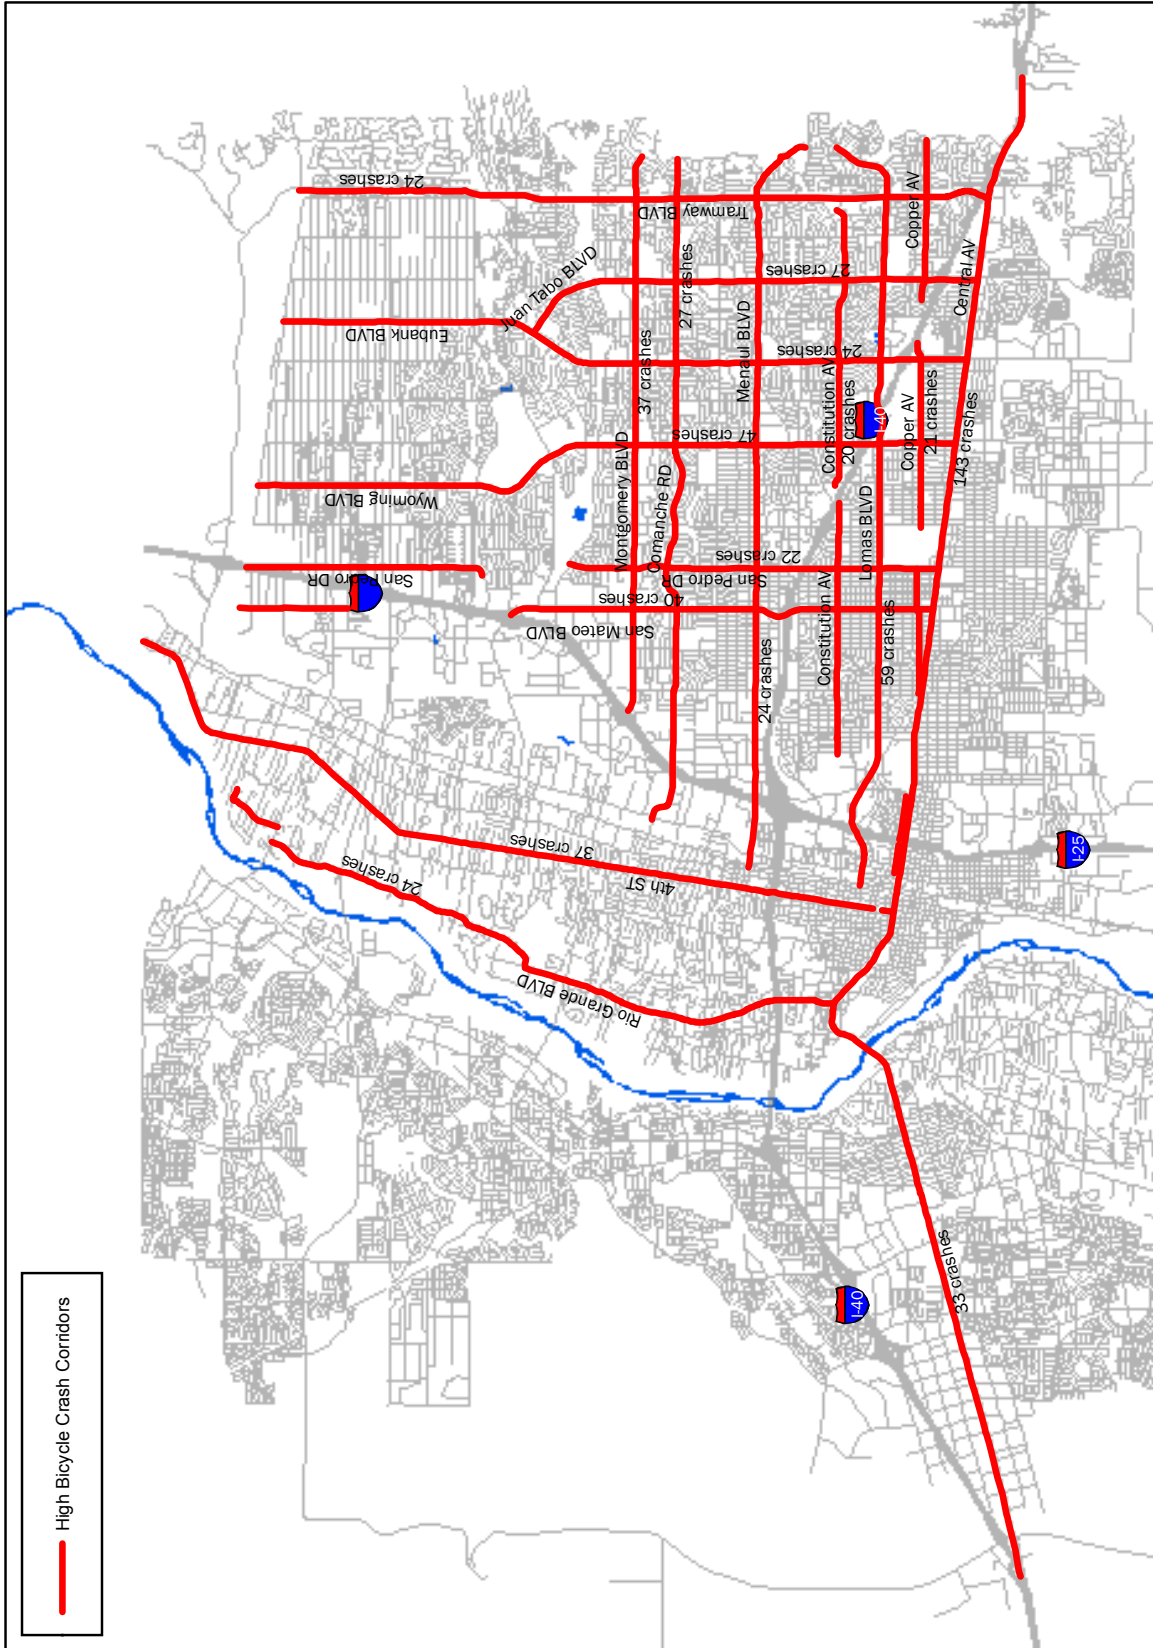 High Bicycle Crash Corridors
24 crashes
Tramway BLVD
Juan Tabo BLVD
27 crashes
Eubank BLVD
24 crashes
Wyoming BLVD
47 crashes
San Pedro DR
San Pedro DR
22 crashes
San Mateo BLVD
40 crashes
4th ST
37 crashes
Rio Grande BLVD
24 crashes
Montgomery BLVD
37 crashes
Comanche RD
27 crashes
Menaul BLVD
24 crashes
Constitution AV
Constitution AV
20 crashes
Lomas BLVD
59 crashes
Copper AV
Copper AV
21 crashes
Central AV
143 crashes
33 crashes
I-40
I-40
I-25